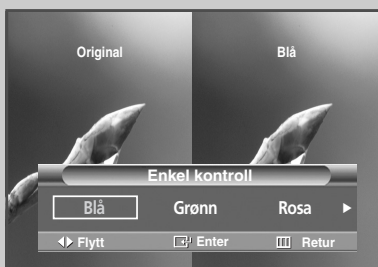 Original Blå
Enkel kontroll
Blå Grønn Rosa
Flytt Enter Retur